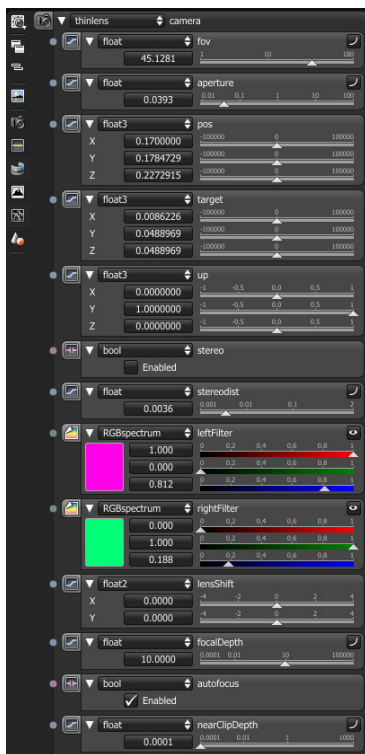 thinlens camera
float fov
45.1281 1 10 180
float aperture
0.0393 0.01 0,1 1 10 100
float3 pos
X 0.1700000 -100000 0 100000
Y 0.1784729 -100000 0 100000
Z 0.2272915 -100000 0 100000
float3 target
X 0.0086226 -100000 0 100000
Y 0.0488969 -100000 0 100000
Z 0.0488969 -100000 0 100000
float3 up
X 0.0000000 -1 -0,5 0,0 0,5 1
Y 1.0000000 -1 -0,5 0,0 0,5 1
Z 0.0000000 -1 -0,5 0,0 0,5 1
bool stereo
Enabled
float stereodist
0.0036 0.001 0.01 0,1 2
RGBspectrum leftFilter
1.000 0 0,2 0,4 0,6 0,8 1
0.000 0 0,2 0,4 0,6 0,8 1
0.812 0 0,2 0,4 0,6 0,8 1
RGBspectrum rightFilter
0.000 0 0,2 0,4 0,6 0,8 1
1.000 0 0,2 0,4 0,6 0,8 1
0.188 0 0,2 0,4 0,6 0,8 1
float2 lensShift
X 0.0000 -4 -2 0 2 4
Y 0.0000 -4 -2 0 2 4
float focalDepth
10.0000 0.0001 0,01 10 100000
bool autofocus
Enabled
float nearClipDepth
0.0001 0.0001 0,01 1 1000